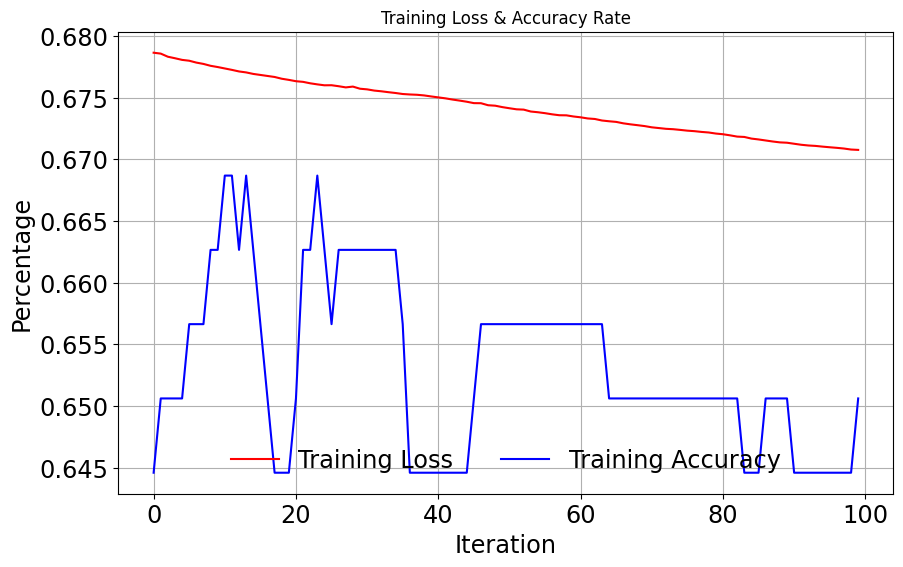 Training Loss & Accuracy Rate
0.680
0.675
0.670
0.665
0.660
0.655
0.650
0.645
Percentage
Training Loss
Training Accuracy
0 20 40 60 80 100
Iteration